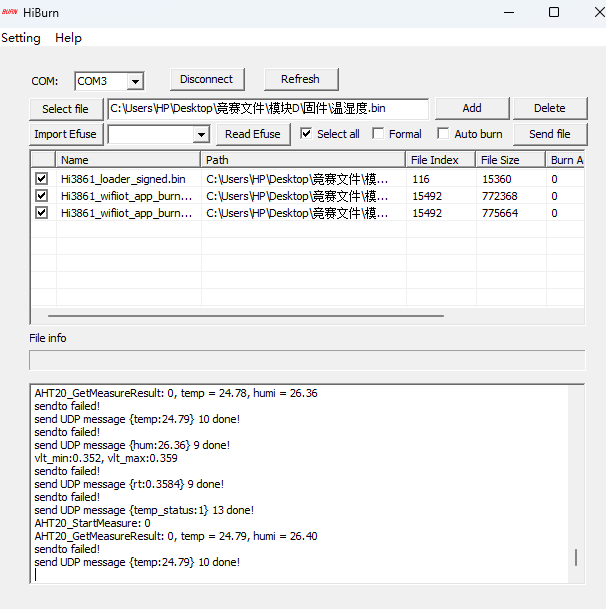 BURN HiBurn
Setting Help
COM: COM3 Disconnect Refresh
Select file C:\Users\HP\Desktop\竞赛文件\模块D\固件\温湿度.bin Add Delete
Import Efuse Read Efuse Select all Formal Auto burn Send file
Name Path File Index File Size Burn A
Hi3861_loader_signed.bin C:\Users\HP\Desktop\竞赛文件\模... 116 15360 0
Hi3861_wifiiot_app_burn... C:\Users\HP\Desktop\竞赛文件\模... 15492 772368 0
Hi3861_wifiiot_app_burn... C:\Users\HP\Desktop\竞赛文件\模... 15492 775664 0
File info
AHT20_GetMeasureResult: 0, temp = 24.78, humi = 26.36
sendto failed!
send UDP message {temp:24.79} 10 done!
sendto failed!
send UDP message {hum:26.36} 9 done!
vlt_min:0.352, vlt_max:0.359
sendto failed!
send UDP message {rt:0.3584} 9 done!
sendto failed!
send UDP message {temp_status:1} 13 done!
AHT20_StartMeasure: 0
AHT20_GetMeasureResult: 0, temp = 24.79, humi = 26.40
sendto failed!
send UDP message {temp:24.79} 10 done!